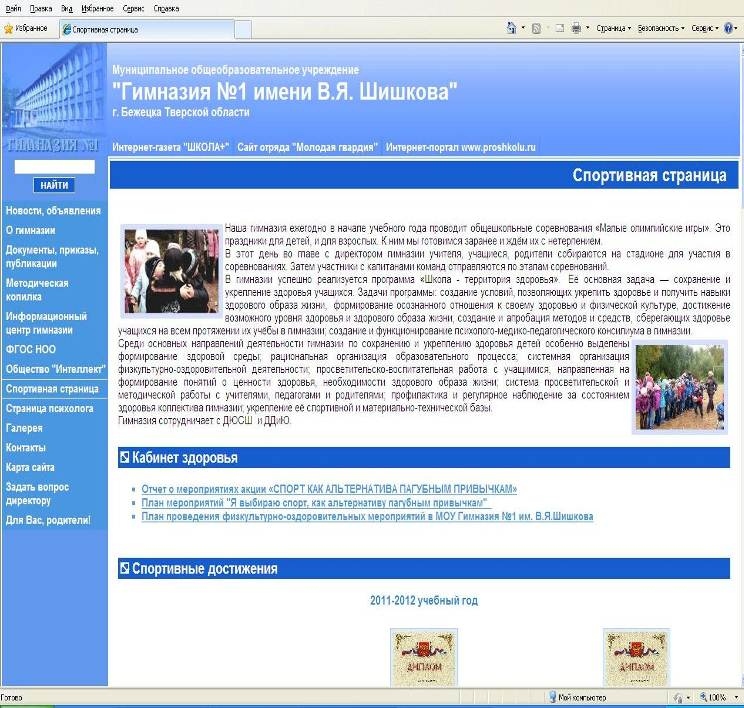 Файл Правка Вид Избранное Сервис Справка
Избранное Спортивная страница Страница Безопасность Сервис
Муниципальное общеобразовательное учреждение
"Гимназия №1 имени В.Я. Шишкова"
г. Бежецка Тверской области
ГИМНАЗИЯ №1
Интернет-газета "ШКОЛА+" Сайт отряда "Молодая гвардия" Интернет-портал www.proshkolu.ru
НАЙТИ
Новости, объявления
О гимназии
Документы, приказы,
публикации
Методическая
копилка
Информационный
центр гимназии
ФГОС НОО
Общество "Интеллект"
Спортивная страница
Страница психолога
Галерея
Контакты
Карта сайта
Задать вопрос
директору
Для Вас, родители!
Спортивная страница
Наша гимназия ежегодно в начале учебного года проводит общешкольные соревнования «Малые олимпийские игры». Это
праздники для детей, и для взрослых. К ним мы готовимся заранее и ждём их с нетерпением.
В этот день во главе с директором гимназии учителя, учащиеся, родители собираются на стадионе для участия в
соревнованиях. Затем участники с капитанами команд отправляются по этапам соревнований.
В гимназии успешно реализуется программа «Школа - территория здоровья». Её основная задача — сохранение и
укрепление здоровья учащихся. Задачи программы: создание условий, позволяющих укрепить здоровье и получить навыки
здорового образа жизни, формирование осознанного отношения к своему здоровью и физической культуре, достижение
возможного уровня здоровья и здорового образа жизни; создание и апробация методов и средств, сберегающих здоровье
учащихся на всем протяжении их учёбы в гимназии; создание и функционирование психолого-медико-педагогического консилиума в гимназии.
Среди основных направлений деятельности гимназии по сохранению и укреплению здоровья детей особенно выделены
формирование здоровой среды; рациональная организация образовательного процесса; системная организация
физкультурно-оздоровительной деятельности; просветительско-воспитательная работа с учащимися, направленная на
формирование понятий о ценности здоровья, необходимости здорового образа жизни; система просветительской и
методической работы с учителями, педагогами и родителями; профилактика и регулярное наблюдение за состоянием
здоровья коллектива гимназии; укрепление её спортивной и материально-технической базы.
Гимназия сотрудничает с ДЮСШ и ДДиЮ.
Кабинет здоровья
Отчет о мероприятиях акции «СПОРТ КАК АЛЬТЕРНАТИВА ПАГУБНЫМ ПРИВЫЧКАМ»
План мероприятий "Я выбираю спорт, как альтернативу пагубным привычкам"
План проведения физкультурно-оздоровительных мероприятий в МОУ Гимназия №1 им. В.Я.Шишкова
Спортивные достижения
2011-2012 учебный год
ДИПЛОМ ДИПЛОМ
Готово Мой компьютер 100%